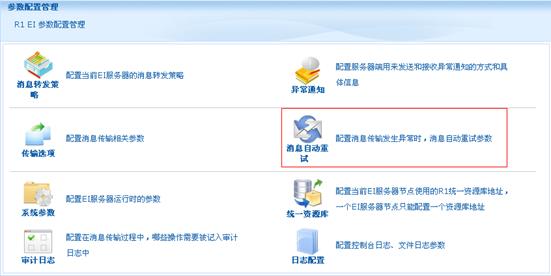 参数配置管理
R1 EI 参数配置管理
消息转发策
略
配置当前EI服务器的消息转发策略
异常通知
配置服务器端用来发送和接收异常通知的方式和具
体信息
传输选项
配置消息传输相关参数
消息自动重
试
配置消息传输发生异常时，消息自动重试参数
系统参数
配置EI服务器运行时的参数
统一资源库
配置当前EI服务器节点使用的R1统一资源库地址，
一个EI服务器节点只能配置一个资源库地址
审计日志
配置在消息传输过程中，哪些操作需要被记入审计
日志中
日志配置
配置控制台日志、文件日志参数